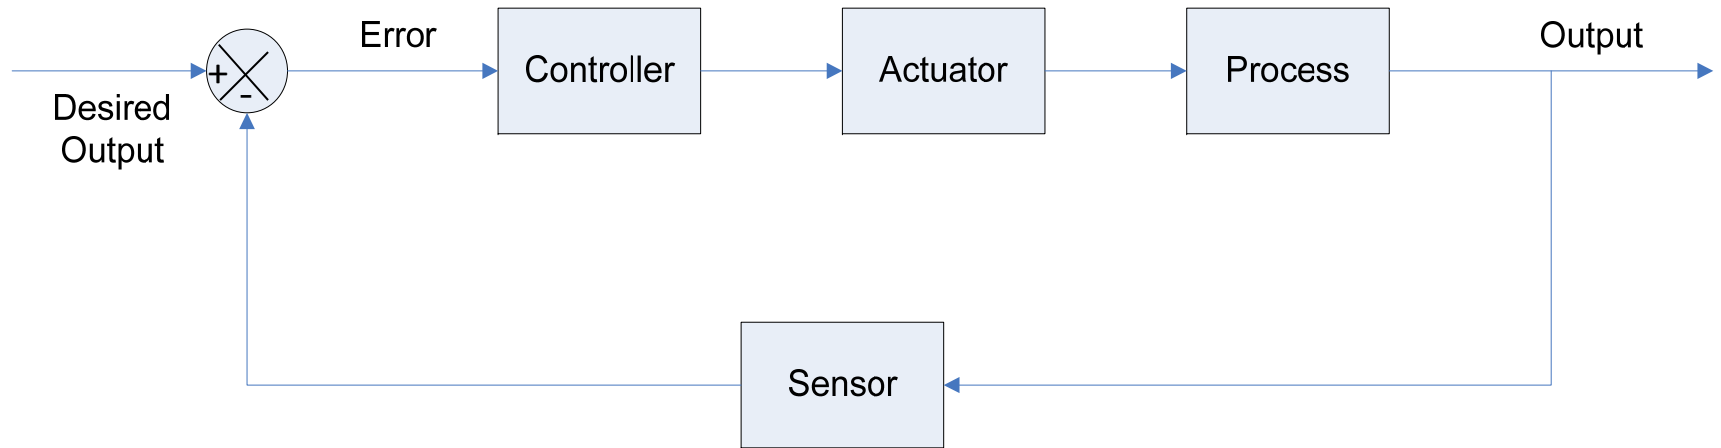 Error
Output
Controller
Actuator
Process
+
-
Desired
Output
Sensor